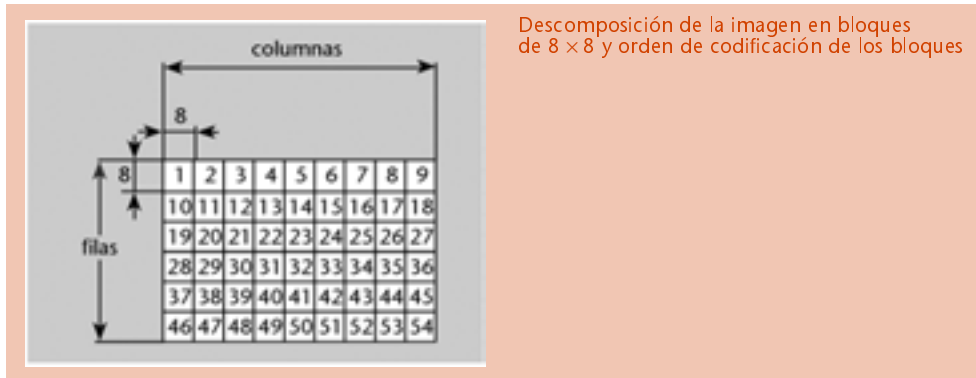 Descomposición de la imagen en bloques
de 8 × 8 y orden de codificación de los bloques
columnas
8
8
1 2 3 4 5 6 7 8 9
10 11 12 13 14 15 16 17 18
19 20 21 22 23 24 25 26 27
filas
28 29 30 31 32 33 34 35 36
37 38 39 40 41 42 43 44 45
46 47 48 49 50 51 52 53 54